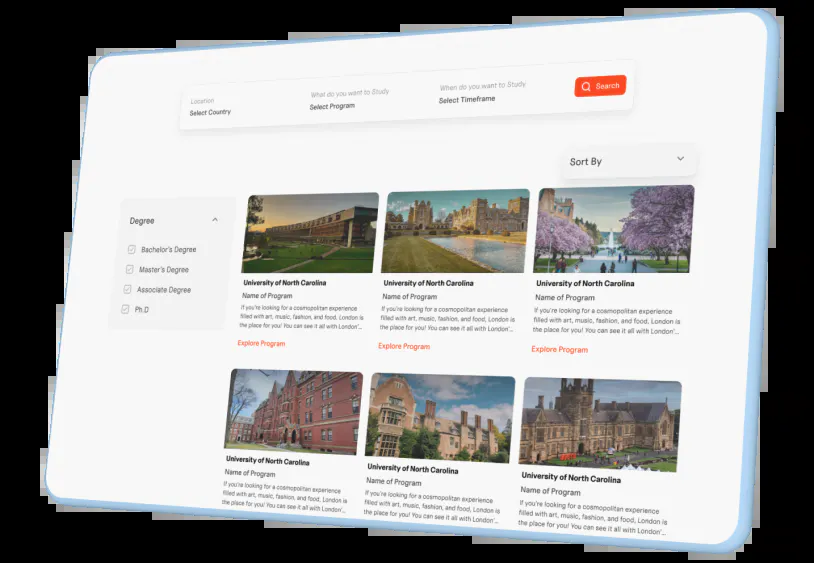 Location
Select Country
What do you want to Study
Select Program
When do you want to Study
Select Timeframe
Search
Sort By
Degree
Bachelor's Degree
Master's Degree
Associate Degree
Ph.D
University of North Carolina
Name of Program
If you're looking for a cosmopolitan experience
filled with art, music, fashion, and food, London is
the place for you! You can see it all with London'...
Explore Program
University of North Carolina
Name of Program
If you're looking for a cosmopolitan experience
filled with art, music, fashion, and food, London is
the place for you! You can see it all with London'...
Explore Program
University of North Carolina
Name of Program
If you're looking for a cosmopolitan experience
filled with art, music, fashion, and food, London is
the place for you! You can see it all with London'...
Explore Program
University of North Carolina
Name of Program
If you're looking for a cosmopolitan experience
filled with art, music, fashion, and food, London is
the place for you! You can see it all with London'...
University of North Carolina
Name of Program
If you're looking for a cosmopolitan experience
filled with art, music, fashion, and food, London is
the place for you! You can see it all with London'...
University of North Carolina
Name of Program
If you're looking for a cosmopolitan experience
filled with art, music, fashion, and food, London is
the place for you! You can see it all with London'...